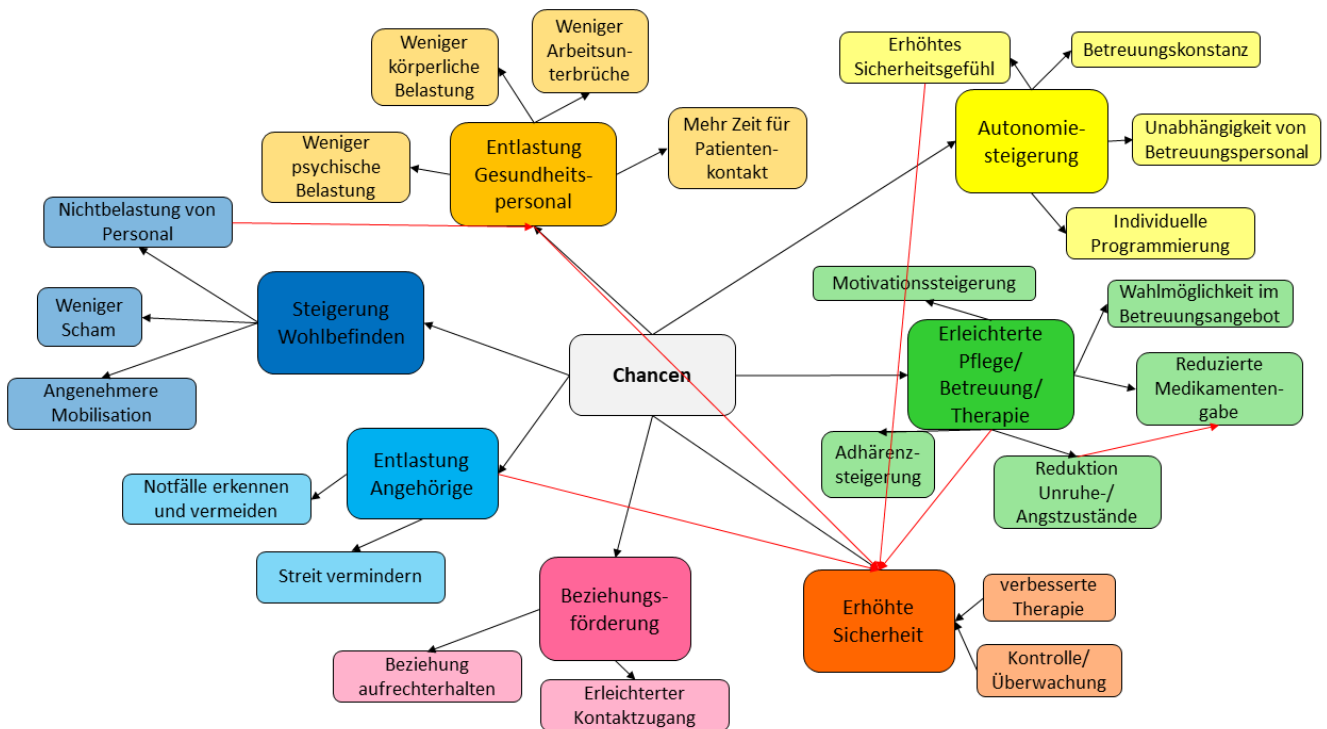 Weniger
körperliche
Belastung
Weniger
Arbeitsun-
terbrüche
Weniger
psychische
Belastung
Entlastung
Gesundheits-
personal
Mehr Zeit für
Patienten-
kontakt
Erhöhtes
Sicherheitsgefühl
Betreuungskonstanz
Autonomie-
steigerung
Unabhängigkeit von
Betreuungspersonal
Individuelle
Programmierung
Nichtbelastung von
Personal
Weniger
Scham
Steigerung
Wohlbefinden
Angenehmere
Mobilisation
Chancen
Motivationssteigerung
Erleichterte
Pflege/
Betreuung/
Therapie
Wahlmöglichkeit im
Betreuungsangebot
Reduzierte
Medikamenten-
gabe
Adhärenz-
steigerung
Reduktion
Unruhe-/
Angstzustände
Entlastung
Angehörige
Notfälle erkennen
und vermeiden
Streit vermindern
Beziehungs-
förderung
Beziehung
aufrechterhalten
Erleichterter
Kontaktzugang
Erhöhte
Sicherheit
verbesserte
Therapie
Kontrolle/
Überwachung